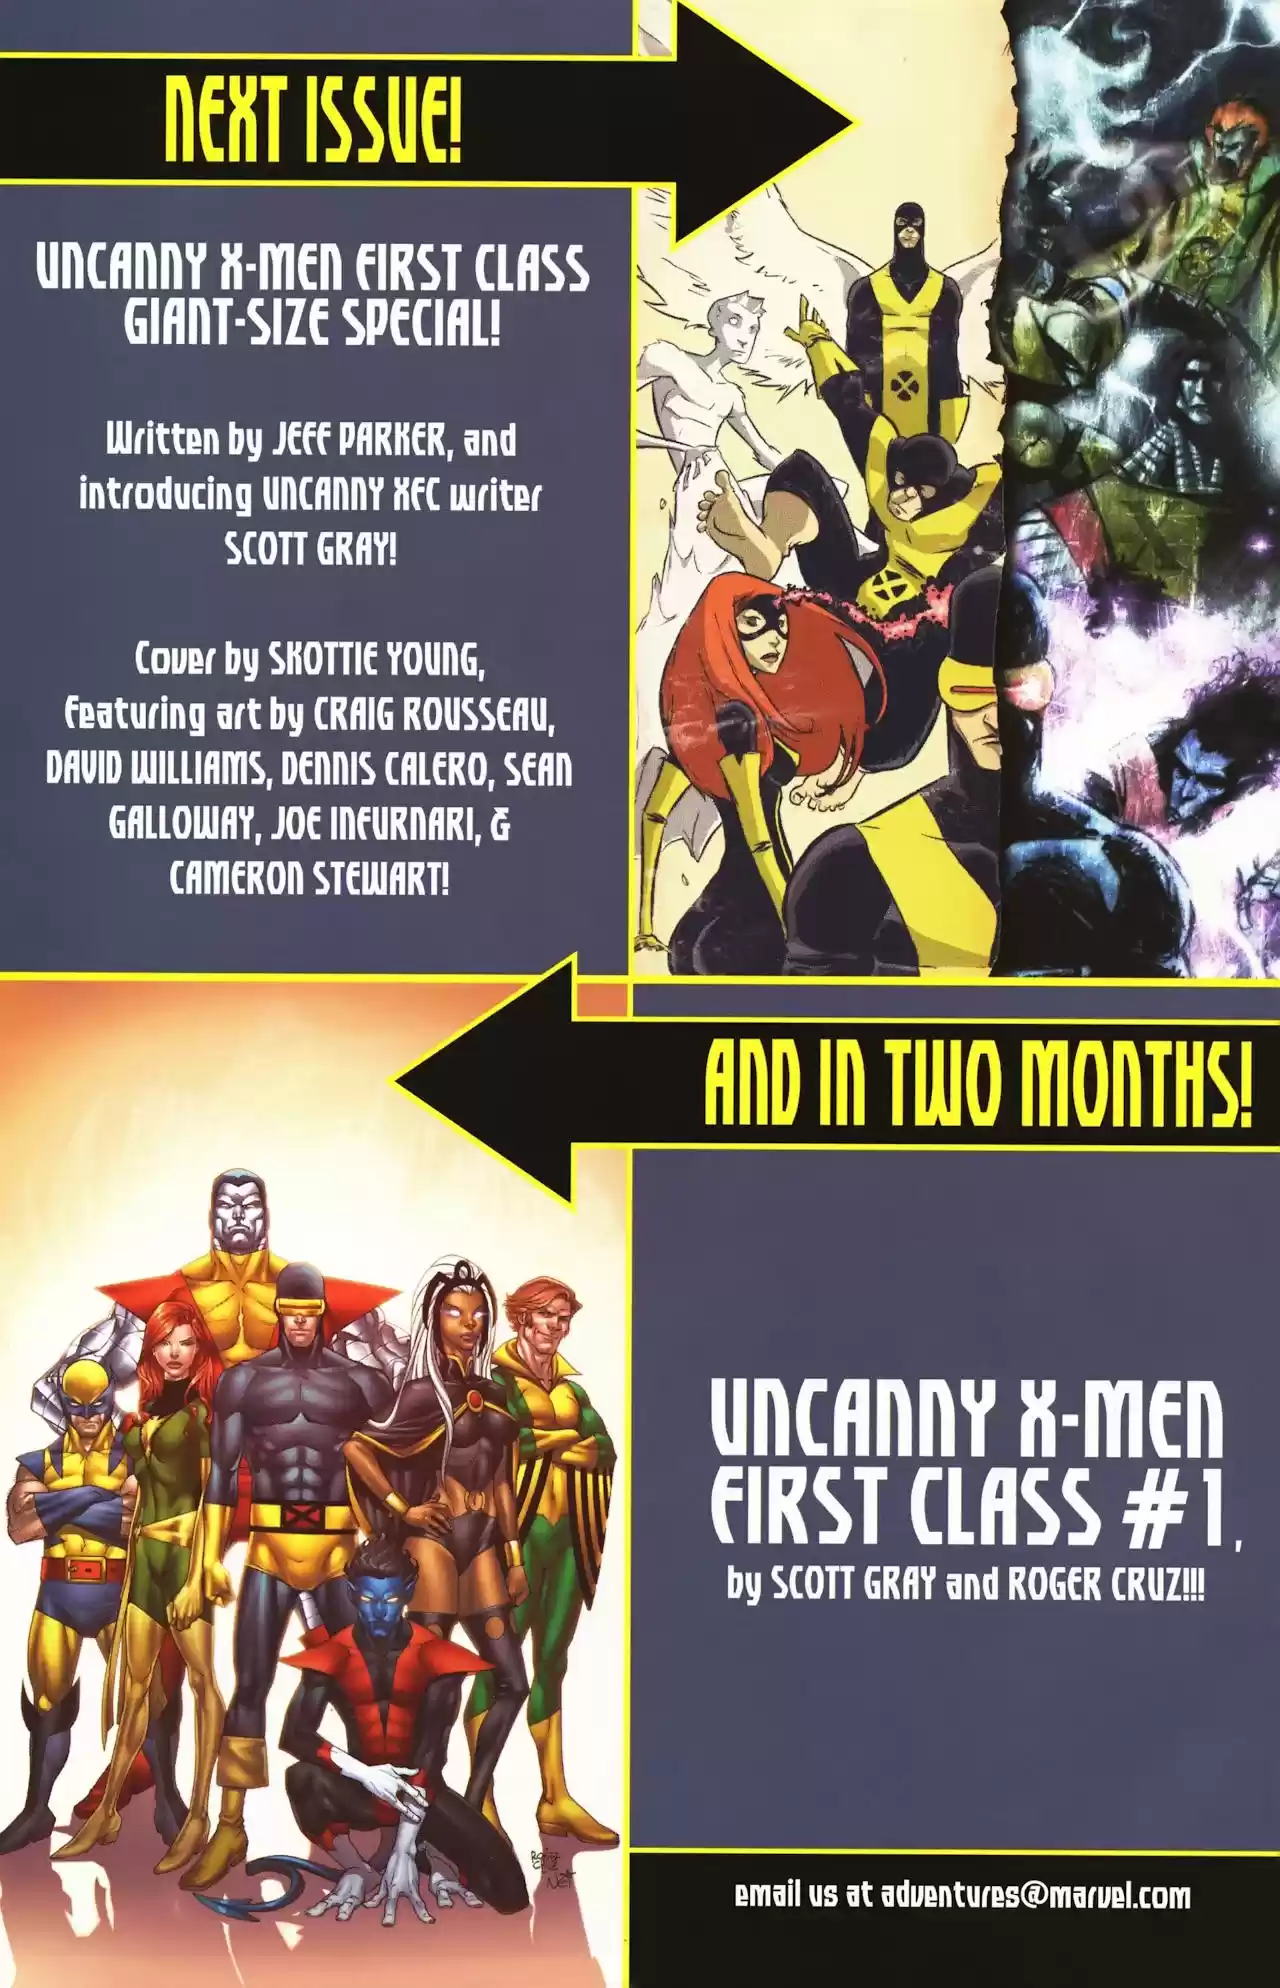 NEXT ISSUE!
UNCANNY X-MEN FIRST CLASS
GIANT-SIZE SPECIAL!
Written by JEFF PARKER, and
introducing UNCANNY XFC writer
SCOTT GRAY!
Cover by SKOTTIE YOUNG,
Featuring art by CRAIG ROUSSEAU,
DAVID WILLIAMS, DENNIS CALERO, SEAN
GALLOWAY, JOE INFURNARI, &
CAMERON STEWART!
AND IN TWO MONTHS!
UNCANNY X-MEN
FIRST CLASS #1,
by SCOTT GRAY and ROGER CRUZ!!!
email us at adventures@marvel.com